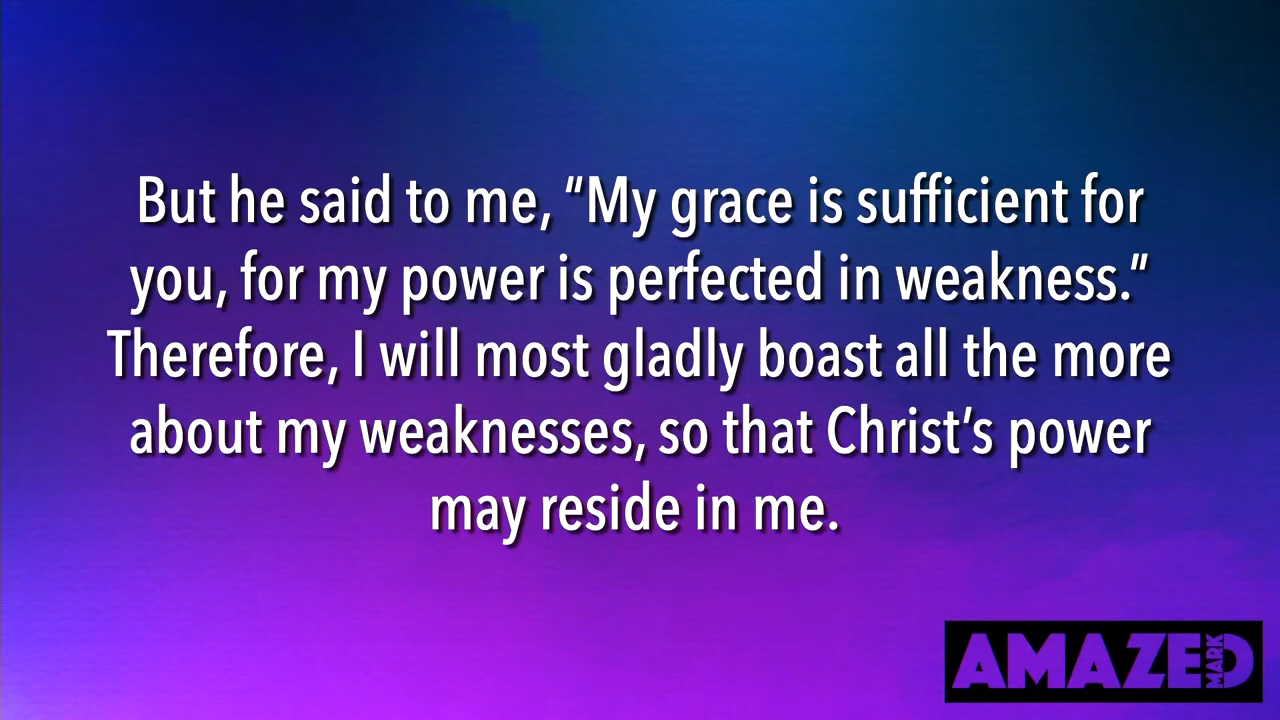 But he said to me, “My grace is sufficient for
you, for my power is perfected in weakness.”
Therefore, I will most gladly boast all the more
about my weaknesses, so that Christ’s power
may reside in me.
AMAZED
MARK